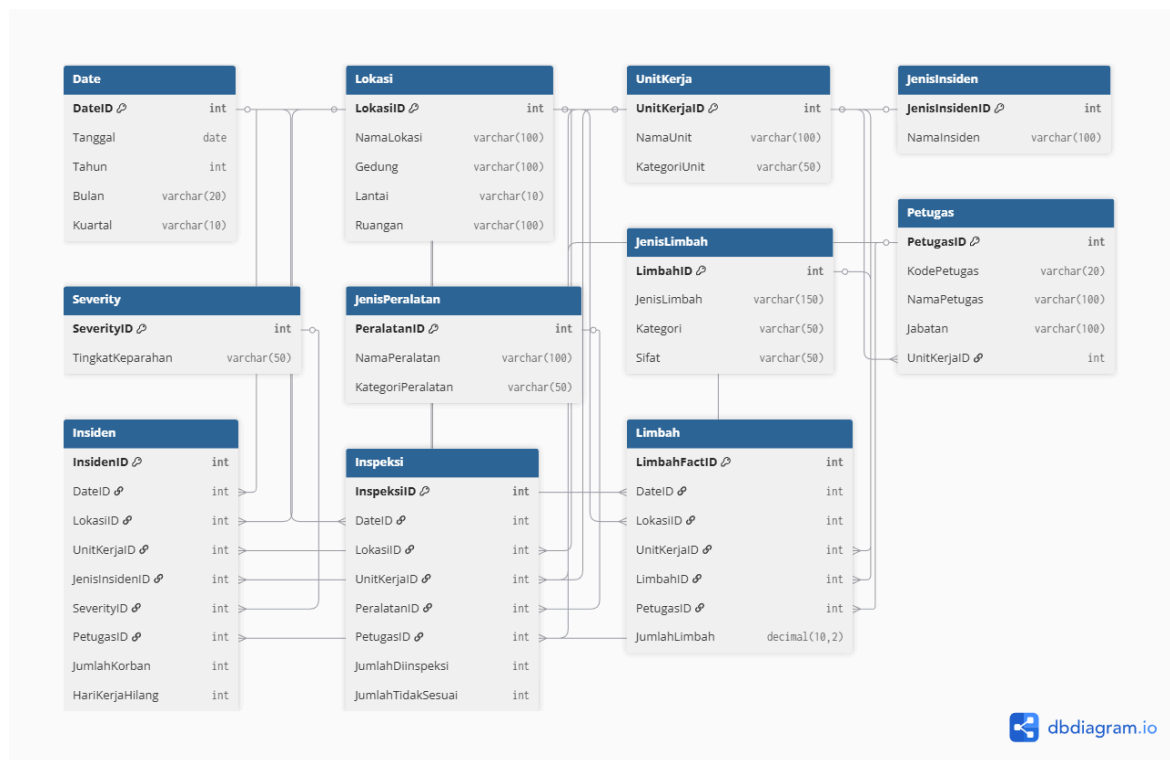 Date
DateID int
Tanggal date
Tahun int
Bulan varchar(20)
Kuartal varchar(10)
Lokasi
LokasiID int
NamaLokasi varchar(100)
Gedung varchar(100)
Lantai varchar(10)
Ruangan varchar(100)
UnitKerja
UnitKerjaID int
NamaUnit varchar(100)
KategoriUnit varchar(50)
JenisInsiden
JenisInsidenID int
NamaInsiden varchar(100)
Petugas
PetugasID int
KodePetugas varchar(20)
NamaPetugas varchar(100)
Jabatan varchar(100)
UnitKerjaID int
JenisLimbah
LimbahID int
JenisLimbah varchar(150)
Kategori varchar(50)
Sifat varchar(50)
Severity
SeverityID int
TingkatKeparahan varchar(50)
JenisPeralatan
PeralatanID int
NamaPeralatan varchar(100)
KategoriPeralatan varchar(50)
Insiden
InsidenID int
DateID int
LokasiID int
UnitKerjaID int
JenisInsidenID int
SeverityID int
PetugasID int
JumlahKorban int
HariKerjaHilang int
Inspeksi
InspeksiID int
DateID int
LokasiID int
UnitKerjaID int
PeralatanID int
PetugasID int
JumlahDiinspeksi int
JumlahTidakSesuai int
Limbah
LimbahFactID int
DateID int
LokasiID int
UnitKerjaID int
LimbahID int
PetugasID int
JumlahLimbah decimal(10,2)
dbdiagram.io